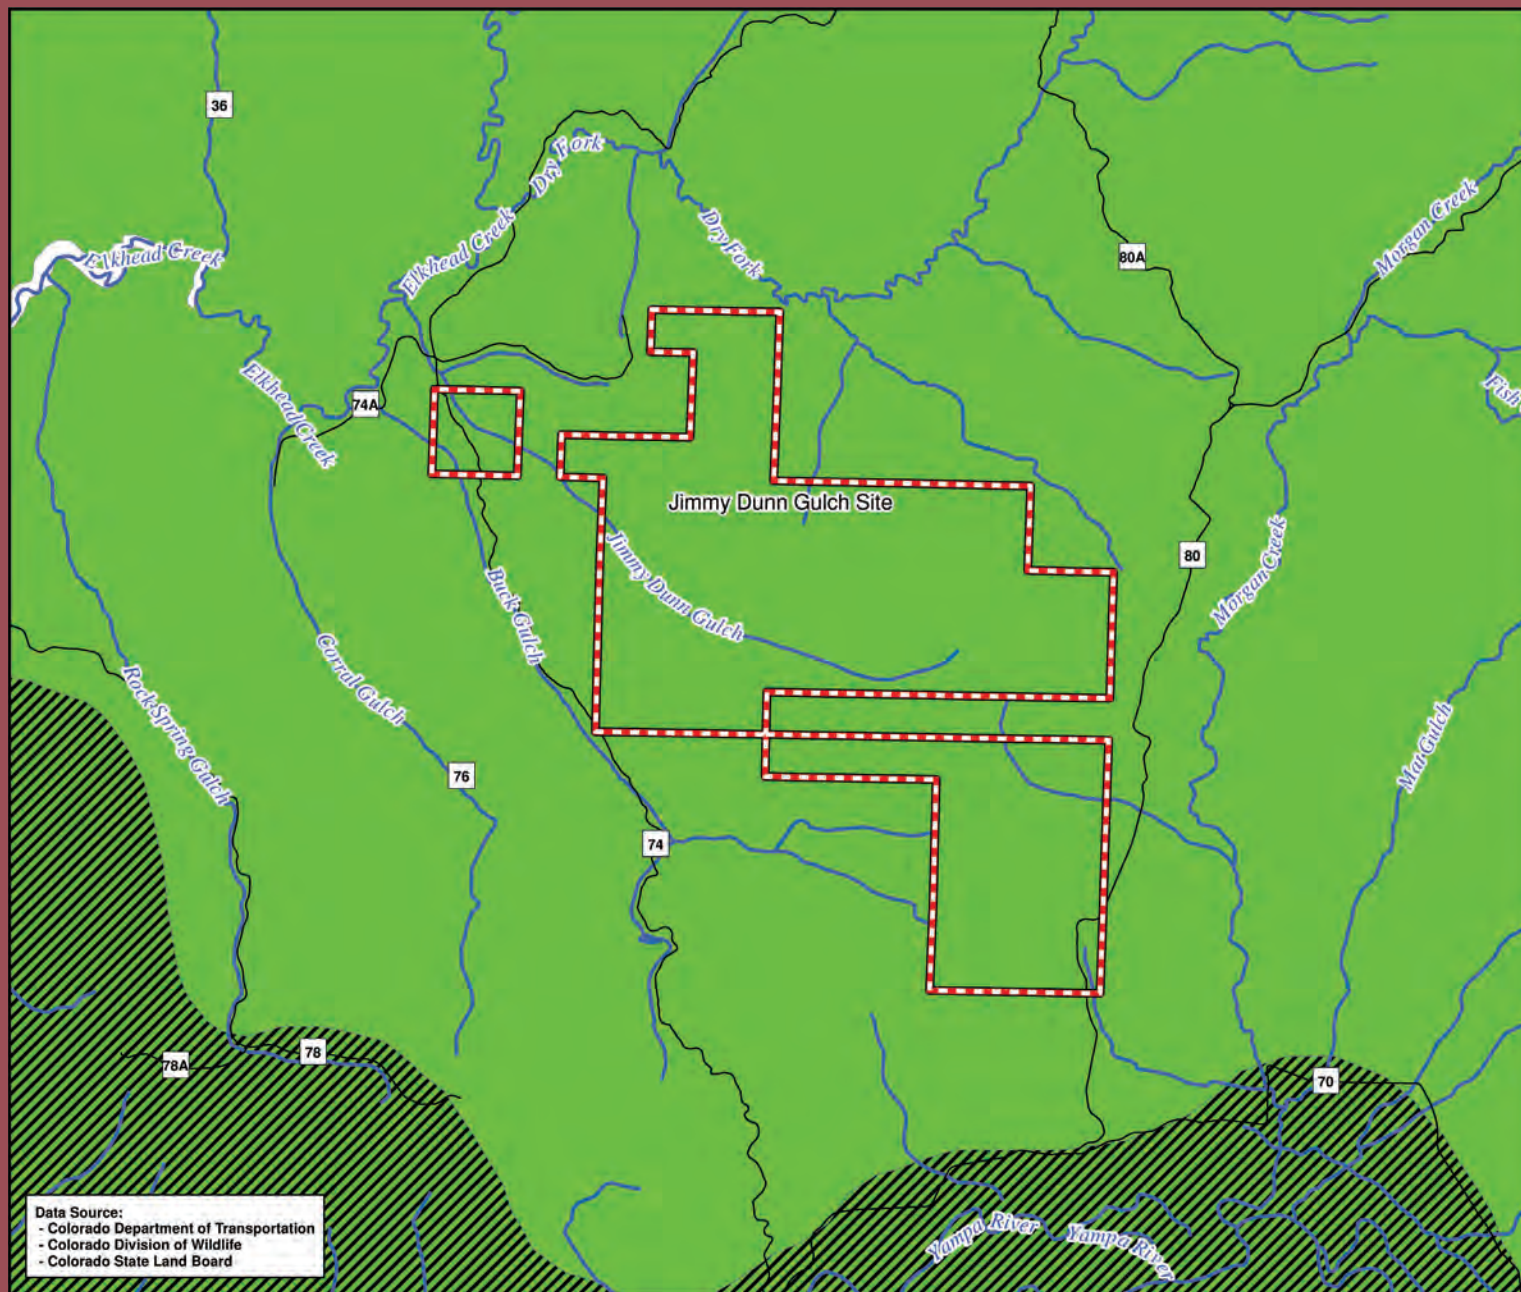 36
Dry Fork
Elkhead Creek
Elkhead Creek
Dry Fork
Morgan Creek
80A
Elkhead Creek
74A
Fish
Jimmy Dunn Gulch Site
80
Jimmy Dunn Gulch
Buck Gulch
Morgan Creek
Corral Gulch
Rock Spring Gulch
Mat Gulch
76
74
78
78A
70
Yampa River
Yampa River
Data Source:
- Colorado Department of Transportation
- Colorado Division of Wildlife
- Colorado State Land Board